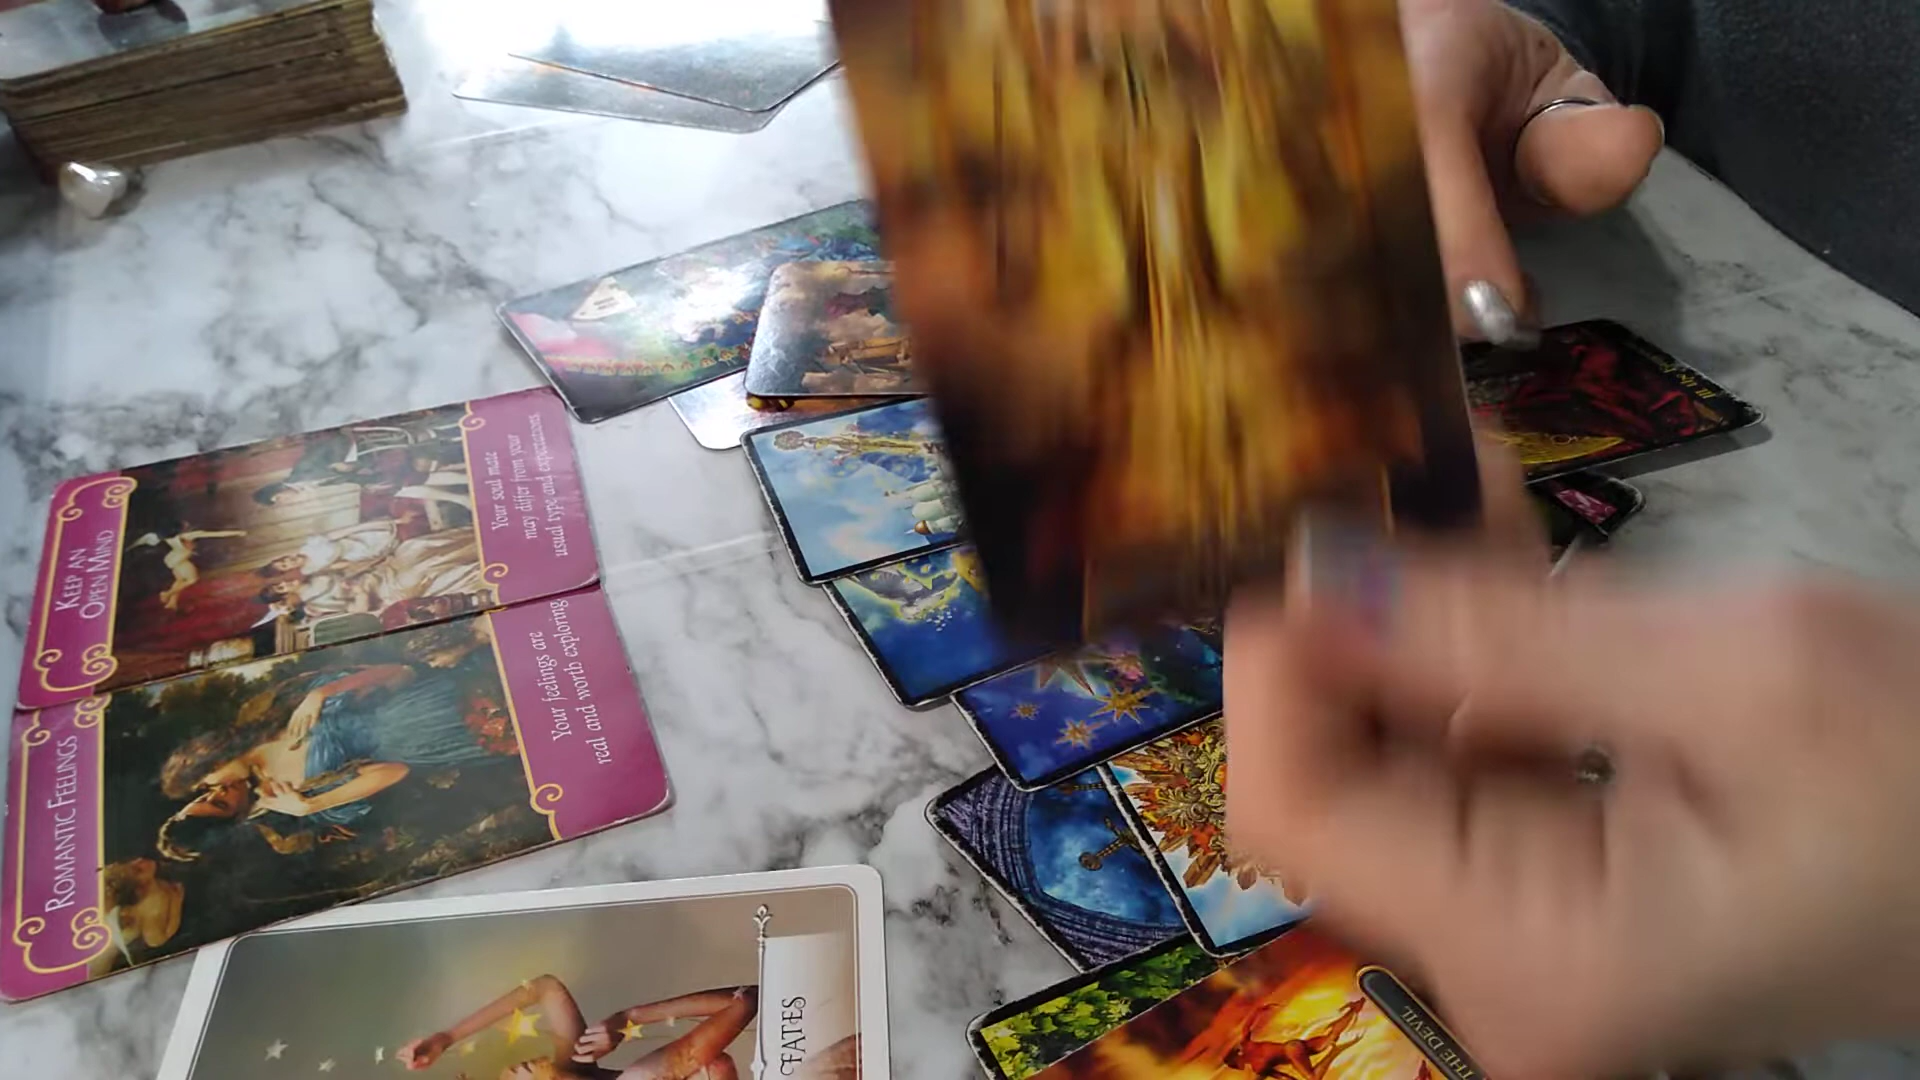 KEEP AN
OPEN MIND
Your soul mate
may differ from your
usual type and expectations.
ROMANTIC FEELINGS
Your feelings are
real and worth exploring
FATES
THE DEVIL